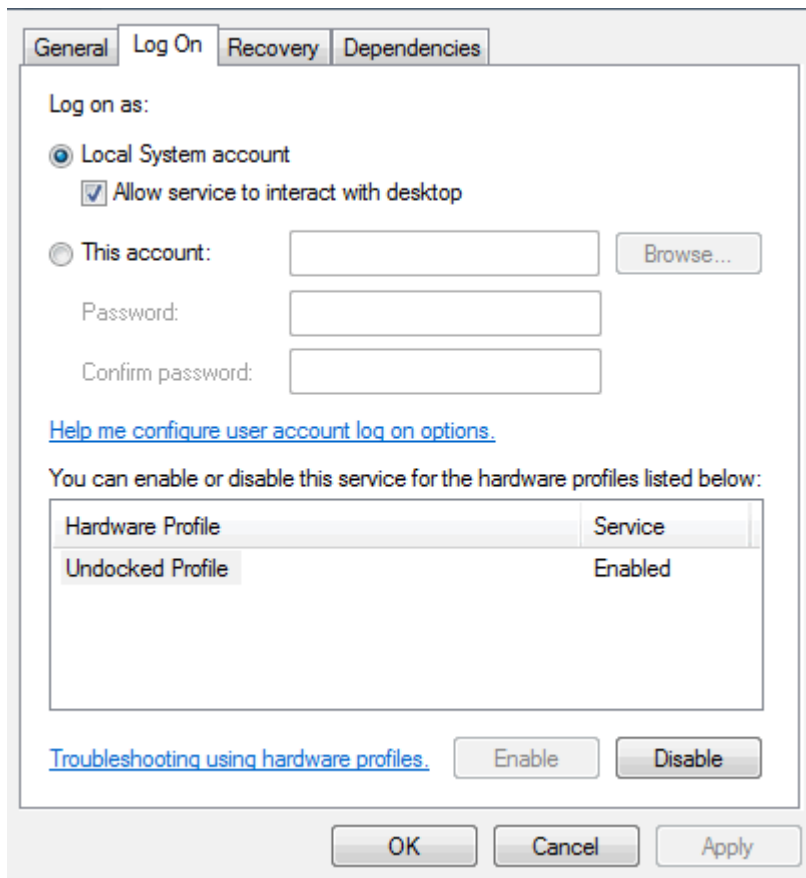 General Log On Recovery Dependencies
Log on as:
Local System account
Allow service to interact with desktop
This account: Browse...
Password:
Confirm password:
Help me configure user account log on options.
You can enable or disable this service for the hardware profiles listed below:
Hardware Profile Service
Undocked Profile Enabled
Troubleshooting using hardware profiles. Enable Disable
OK Cancel Apply